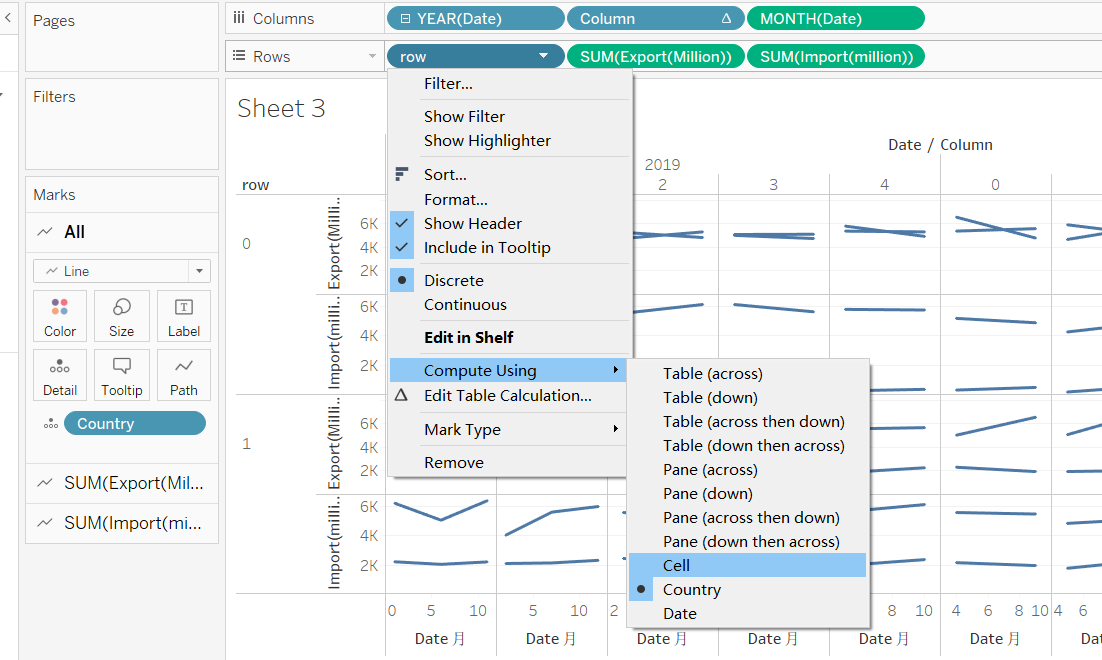 Pages
Columns
YEAR(Date)
Column
MONTH(Date)
Rows
row
SUM(Export(Million))
SUM(Import(million))
Filters
Marks
All
Line
Color
Size
Label
Detail
Tooltip
Path
Country
SUM(Export(Mil...
SUM(Import(mi...
Sheet 3
Date / Column
2019
row
2
3
4
0
0
Export(Milli..
6K
4K
2K
Import(milli..
6K
4K
2K
1
Export(Milli..
6K
4K
2K
Import(milli..
6K
4K
2K
0 5 10
5 10
2
8 10
4 6 8 10
4 6
Date 月
Date 月
Date 月
Date 月
Date 月
Date 月
Dat
Filter...
Show Filter
Show Highlighter
Sort...
Format...
Show Header
Include in Tooltip
Discrete
Continuous
Edit in Shelf
Compute Using
Edit Table Calculation...
Mark Type
Remove
Table (across)
Table (down)
Table (across then down)
Table (down then across)
Pane (across)
Pane (down)
Pane (across then down)
Pane (down then across)
Cell
Country
Date